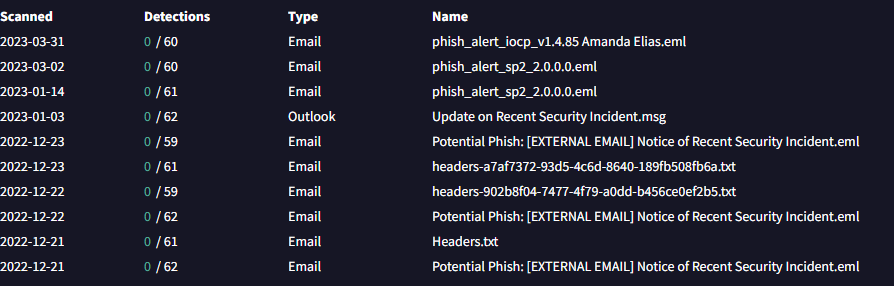 Scanned Detections Type Name
2023-03-31 0 / 60 Email phish_alert_iocp_v1.4.85 Amanda Elias.eml
2023-03-02 0 / 60 Email phish_alert_sp2_2.0.0.0.eml
2023-01-14 0 / 61 Email phish_alert_sp2_2.0.0.0.eml
2023-01-03 0 / 62 Outlook Update on Recent Security Incident.msg
2022-12-23 0 / 59 Email Potential Phish: [EXTERNAL EMAIL] Notice of Recent Security Incident.eml
2022-12-23 0 / 61 Email headers-a7af7372-93d5-4c6d-8640-189fb508fb6a.txt
2022-12-22 0 / 59 Email headers-902b8f04-7477-4f79-a0dd-b456ce0ef2b5.txt
2022-12-22 0 / 62 Email Potential Phish: [EXTERNAL EMAIL] Notice of Recent Security Incident.eml
2022-12-21 0 / 61 Email Headers.txt
2022-12-21 0 / 62 Email Potential Phish: [EXTERNAL EMAIL] Notice of Recent Security Incident.eml